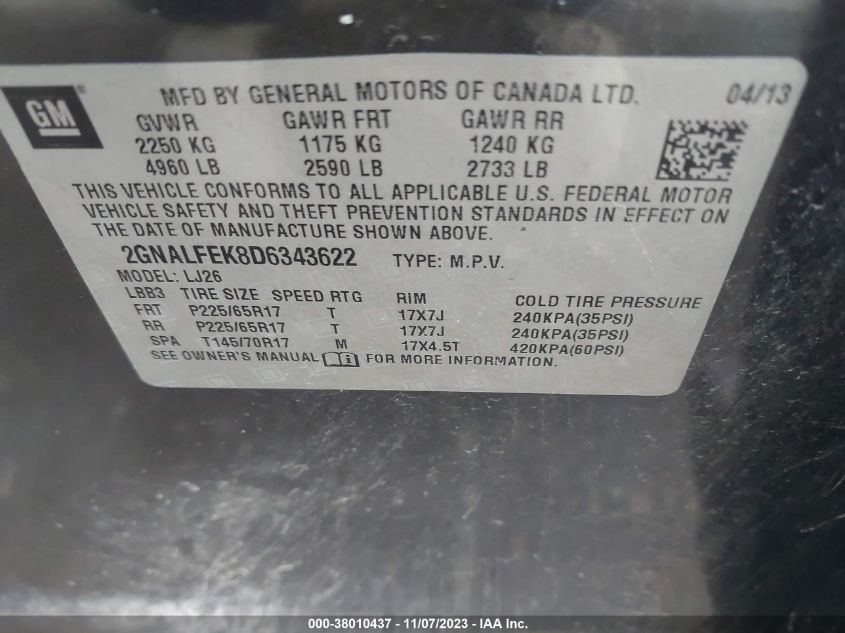 GM ®
MFD BY GENERAL MOTORS OF CANADA LTD. 04/13
GVWR GAWR FRT GAWR RR
2250 KG 1175 KG 1240 KG
4960 LB 2590 LB 2733 LB
THIS VEHICLE CONFORMS TO ALL APPLICABLE U.S. FEDERAL MOTOR
VEHICLE SAFETY AND THEFT PREVENTION STANDARDS IN EFFECT ON
THE DATE OF MANUFACTURE SHOWN ABOVE.
2GNALFEK8D6343622 TYPE: M.P.V.
MODEL: LJ26
LBB3 TIRE SIZE SPEED RTG RIM COLD TIRE PRESSURE
FRT P225/65R17 T 17X7J 240KPA(35PSI)
RR P225/65R17 T 17X7J 240KPA(35PSI)
SPA T145/70R17 M 17X4.5T 420KPA(60PSI)
SEE OWNER'S MANUAL FOR MORE INFORMATION.
000-38010437 - 11/07/2023 - IAA Inc.